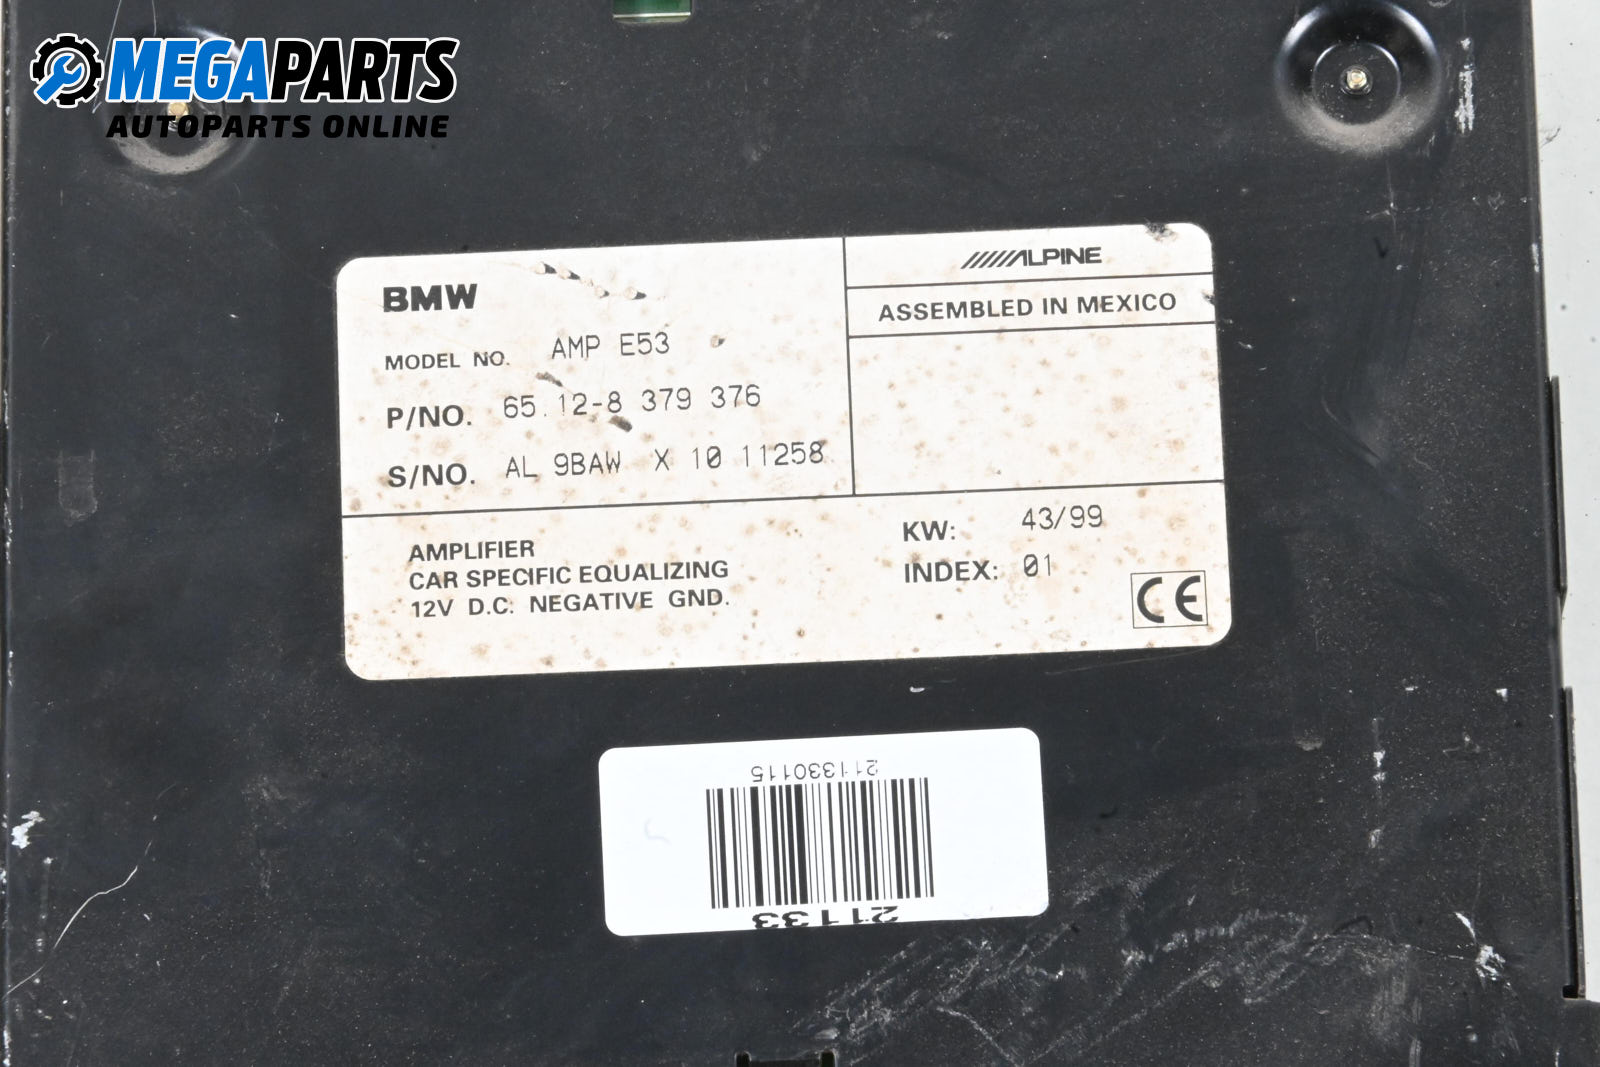 MEGAPARTS
AUTOPARTS ONLINE
BMW
MODEL NO. AMP E53
P/NO. 65.12-8 379 376
S/NO. AL 9BAW X 10 11258
ALPINE
ASSEMBLED IN MEXICO
AMPLIFIER
CAR SPECIFIC EQUALIZING
12V D.C. NEGATIVE GND.
KW: 43/99
INDEX: 01
CE
211330115
21133